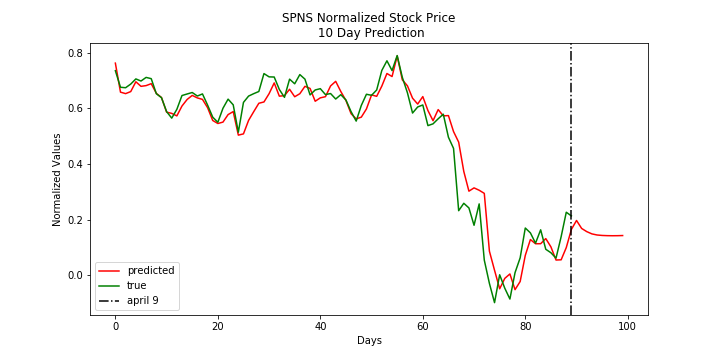 SPNS Normalized Stock Price
10 Day Prediction
Normalized Values
0.8
0.6
0.4
0.2
0.0
predicted
true
april 9
0
20
40
60
80
100
Days